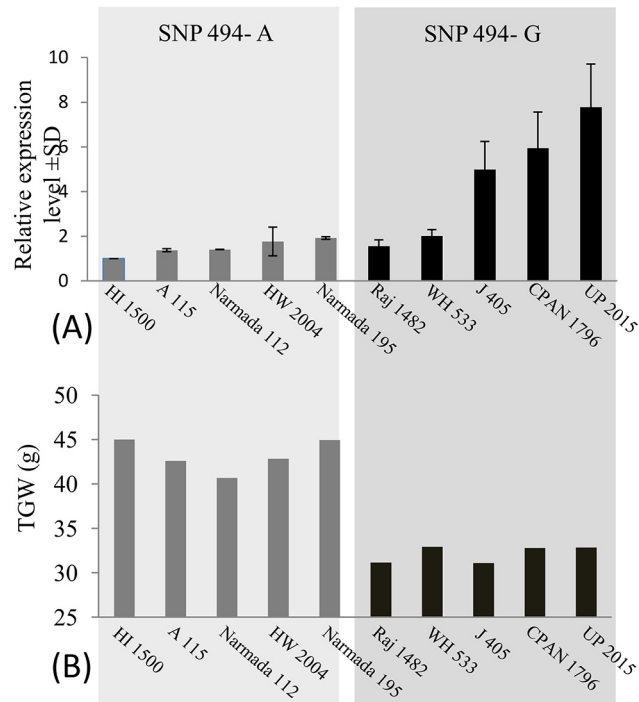 SNP 494- A
SNP 494- G
Relative expression
level ±SD
10
8
6
4
2
0
HI 1500
A 115
Narmada 112
HW 2004
Narmada 195
Raj 1482
WH 533
J 405
CPAN 1796
UP 2015
(A)
TGW (g)
50
45
40
35
30
25
HI 1500
A 115
Narmada 112
HW 2004
Narmada 195
Raj 1482
WH 533
J 405
CPAN 1796
UP 2015
(B)